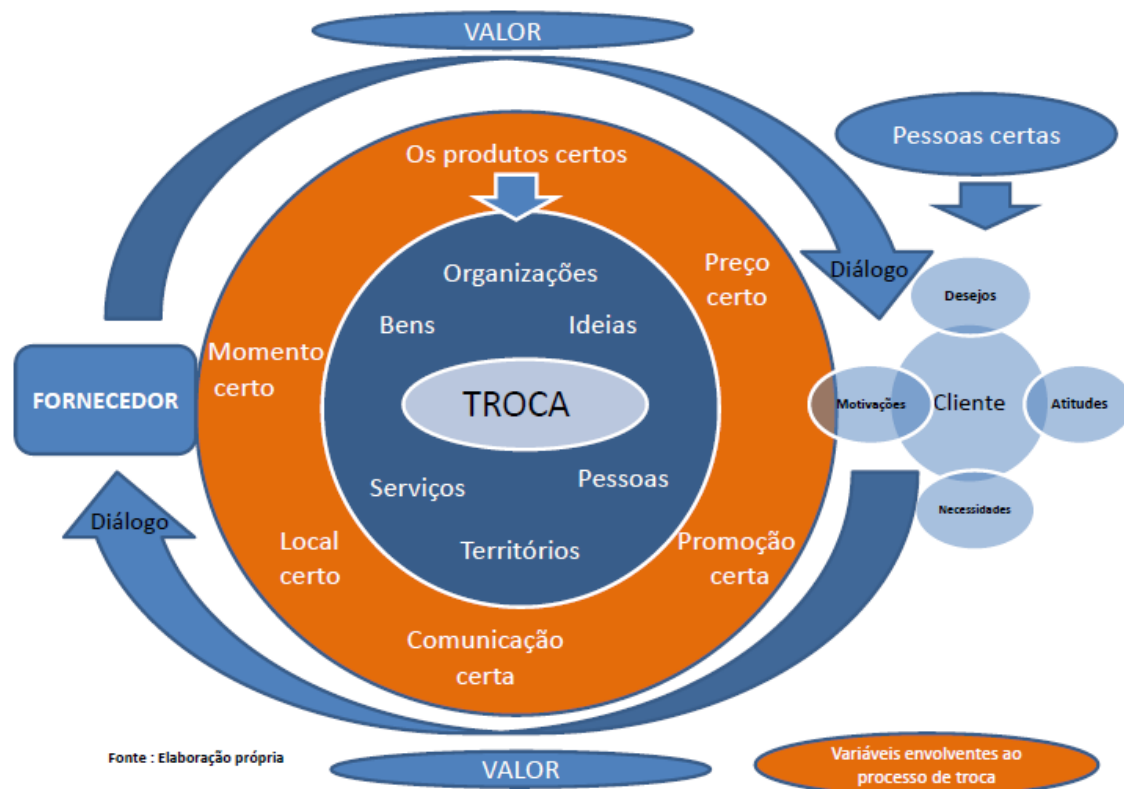 VALOR
Pessoas certas
Os produtos certos
Organizações
Preço
certo
Diálogo
Desejos
Bens
Ideias
Momento
certo
FORNECEDOR
TROCA
Motivações
Cliente
Atitudes
Serviços
Pessoas
Necessidades
Diálogo
Local
certo
Territórios
Promoção
certa
Comunicação
certa
Fonte : Elaboração própria
VALOR
Variáveis envolventes ao
processo de troca